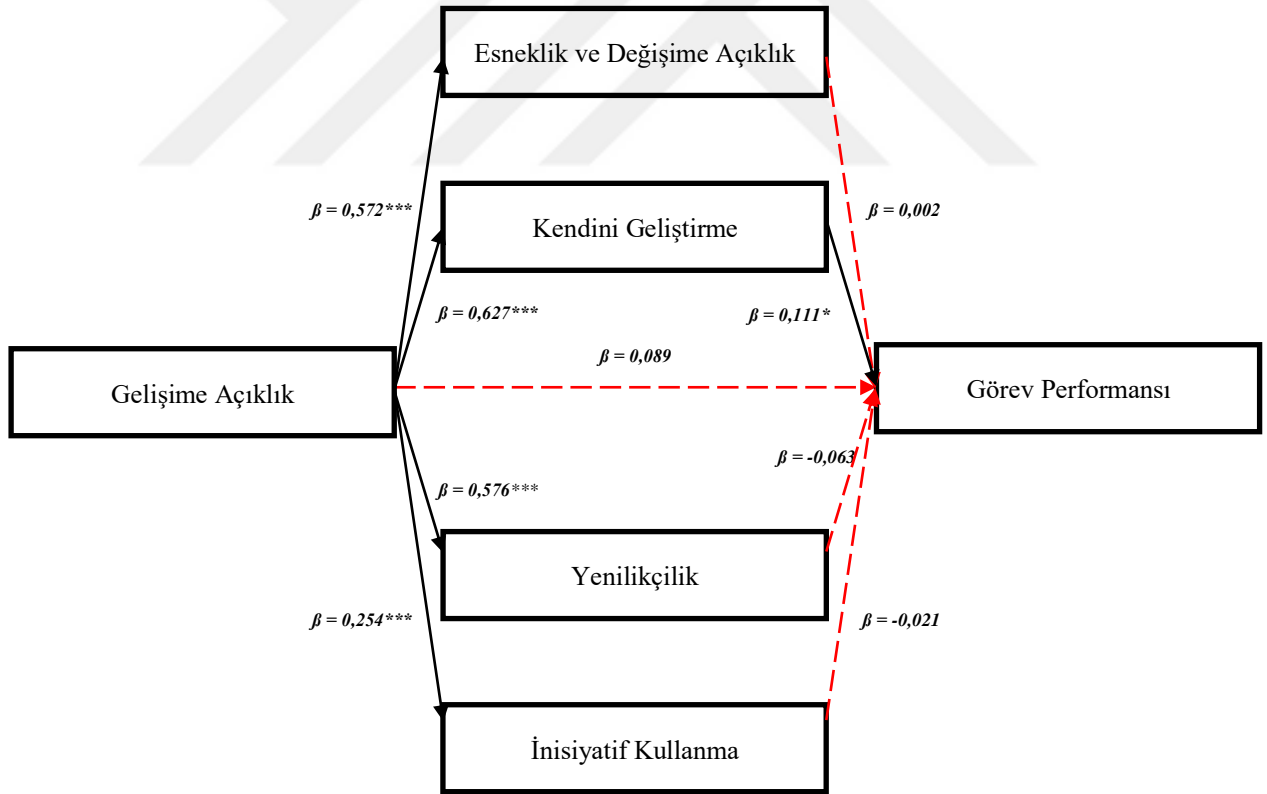 Esneklik ve Değişime Açıklık
β = 0,572***
Kendini Geliştirme
β = 0,002
β = 0,627***
β = 0,111*
β = 0,089
Gelişime Açıklık
Görev Performansı
β = -0,063
β = 0,576***
Yenilikçilik
β = 0,254***
β = -0,021
İnisiyatif Kullanma